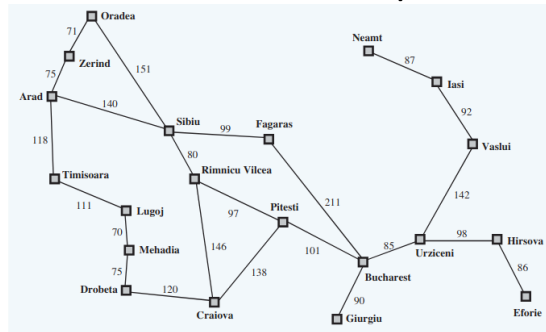 Oradea
71
Neamt
87
Zerind
75
151
Iasi
Arad
140
92
Sibiu
99
Fagaras
118
80
Vaslui
Timisoara
Rimnicu Vilcea
111
97
Pitesti
211
142
Lugoj
70
146
101
85
98
Hirsova
Mehadia
138
Urziceni
75
Bucharest
86
Drobeta
120
90
Craiova
Giurgiu
Eforie